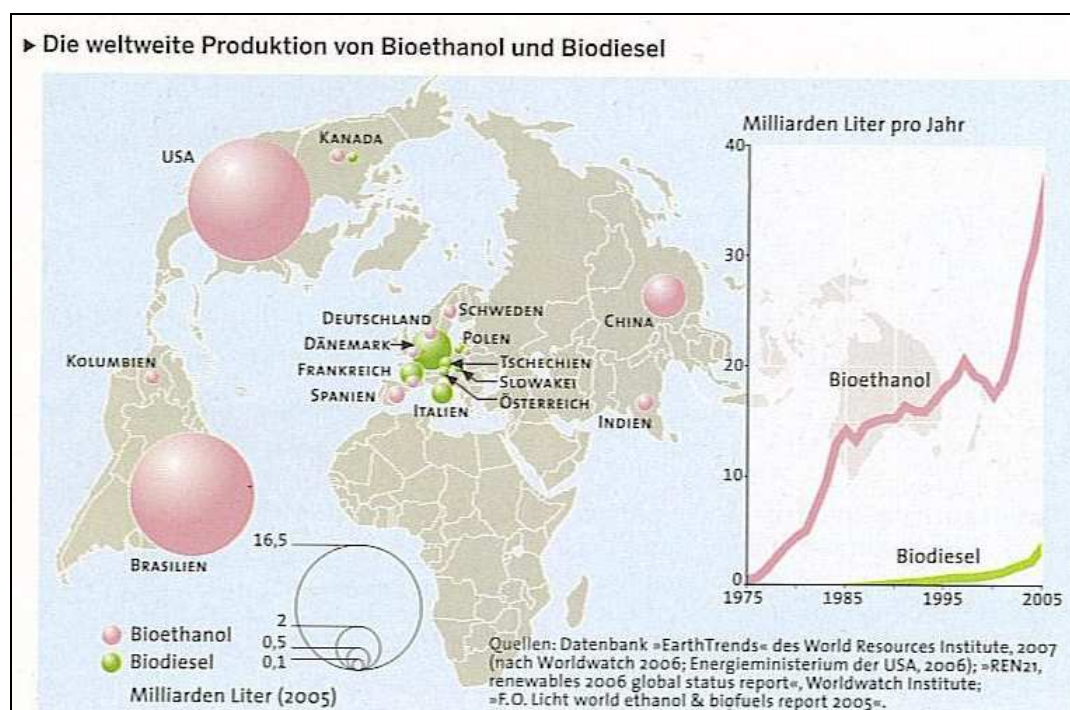 ▸ Die weltweite Produktion von Bioethanol und Biodiesel
USA
KANADA
KOLUMBIEN
BRASILIEN
DEUTSCHLAND
SCHWEDEN
DÄNEMARK
POLEN
FRANKREICH
TSCHECHIEN
SLOWAKEI
SPANIEN
ÖSTERREICH
ITALIEN
CHINA
INDIEN
16,5
2
0,5
0,1
Bioethanol
Biodiesel
Milliarden Liter (2005)
Milliarden Liter pro Jahr
40
30
20
10
0
Bioethanol
Biodiesel
1975
1985
1995
2005
Quellen: Datenbank »EarthTrends« des World Resources Institute, 2007
(nach Worldwatch 2006; Energieministerium der USA, 2006); »REN21,
renewables 2006 global status report«, Worldwatch Institute;
»F.O. Licht world ethanol & biofuels report 2005«.